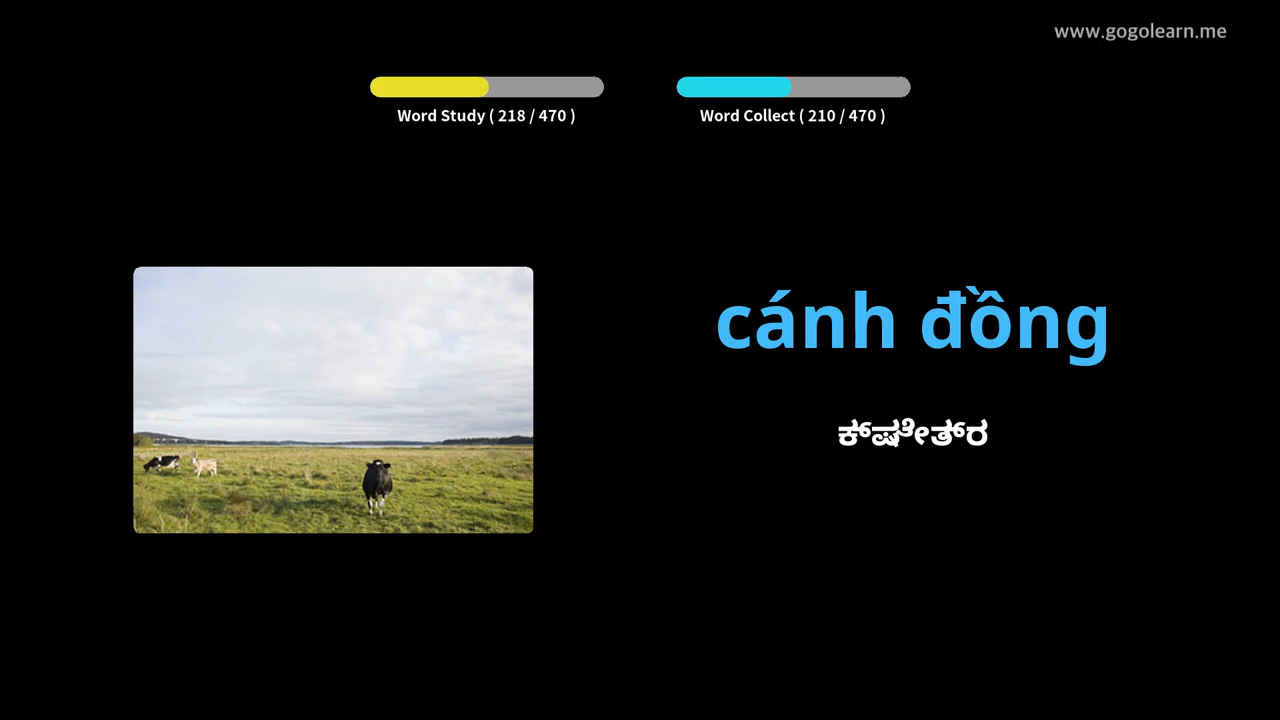 www.gogolearn.me
Word Study ( 218 / 470 )
Word Collect ( 210 / 470 )
cánh đồng
ಕ್ಷೇತ್ರ